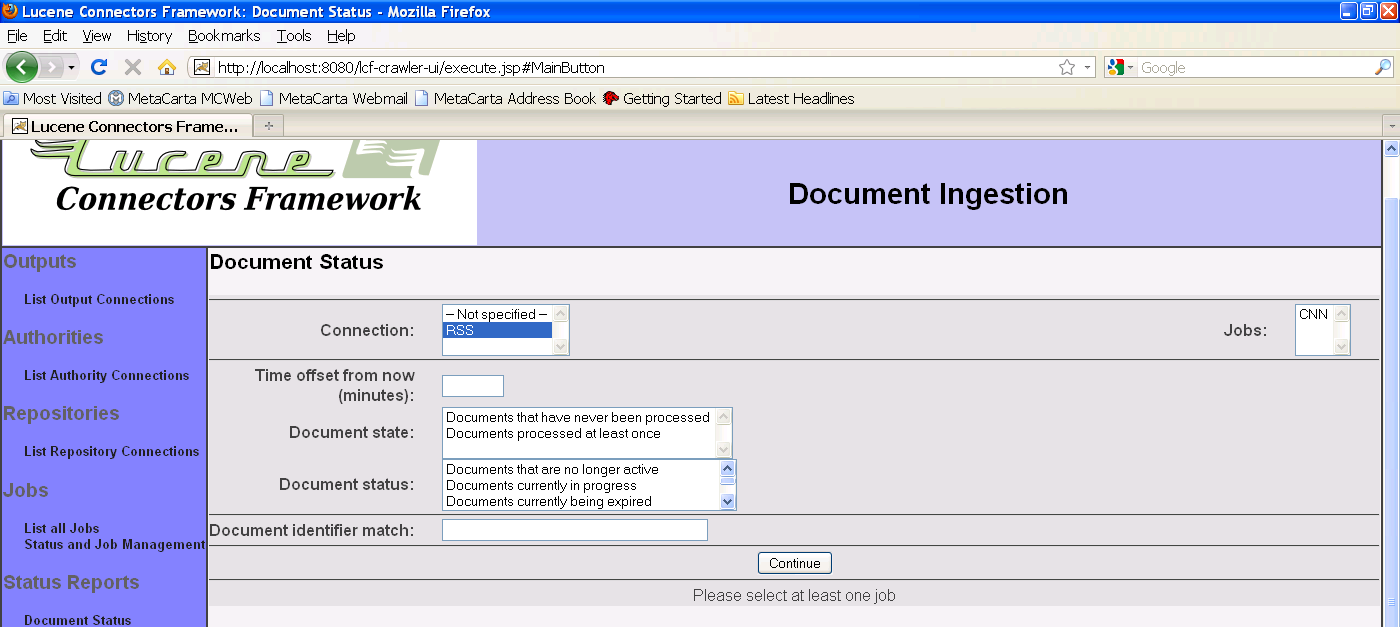 Lucene Connectors Framework: Document Status - Mozilla Firefox
File Edit View History Bookmarks Tools Help
http://localhost:8080/lcf-crawler-ui/execute.jsp#MainButton
Google
Most Visited MetaCarta MCWeb MetaCarta Webmail MetaCarta Address Book Getting Started Latest Headlines
Lucene Connectors Frame...
Lucene
Connectors Framework
Document Ingestion
Outputs
List Output Connections
Authorities
List Authority Connections
Repositories
List Repository Connections
Jobs
List all Jobs
Status and Job Management
Status Reports
Document Status
Document Status
Connection:
-- Not specified --
RSS
Jobs:
CNN
Time offset from now
(minutes):
Document state:
Documents that have never been processed
Documents processed at least once
Document status:
Documents that are no longer active
Documents currently in progress
Documents currently being expired
Document identifier match:
Continue
Please select at least one job